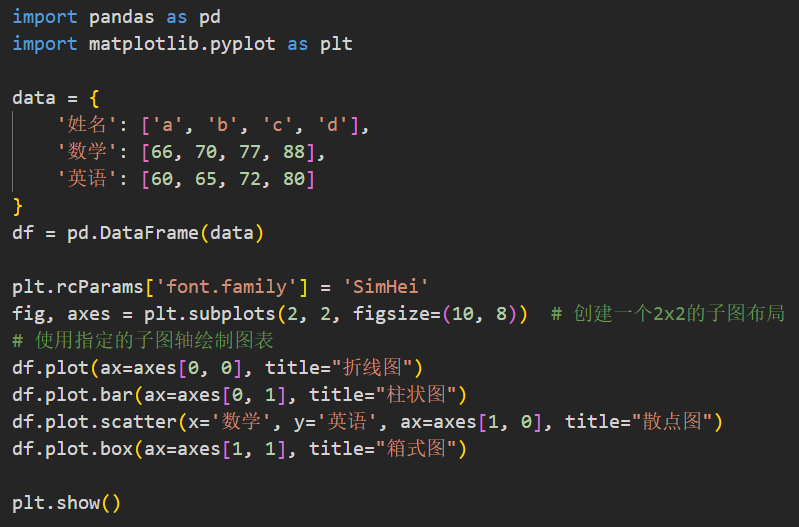 import pandas as pd
import matplotlib.pyplot as plt

data = {
    '姓名': ['a', 'b', 'c', 'd'],
    '数学': [66, 70, 77, 88],
    '英语': [60, 65, 72, 80]
}
df = pd.DataFrame(data)

plt.rcParams['font.family'] = 'SimHei'
fig, axes = plt.subplots(2, 2, figsize=(10, 8))  # 创建一个2x2的子图布局
# 使用指定的子图轴绘制图表
df.plot(ax=axes[0, 0], title="折线图")
df.plot.bar(ax=axes[0, 1], title="柱状图")
df.plot.scatter(x='数学', y='英语', ax=axes[1, 0], title="散点图")
df.plot.box(ax=axes[1, 1], title="箱式图")

plt.show()